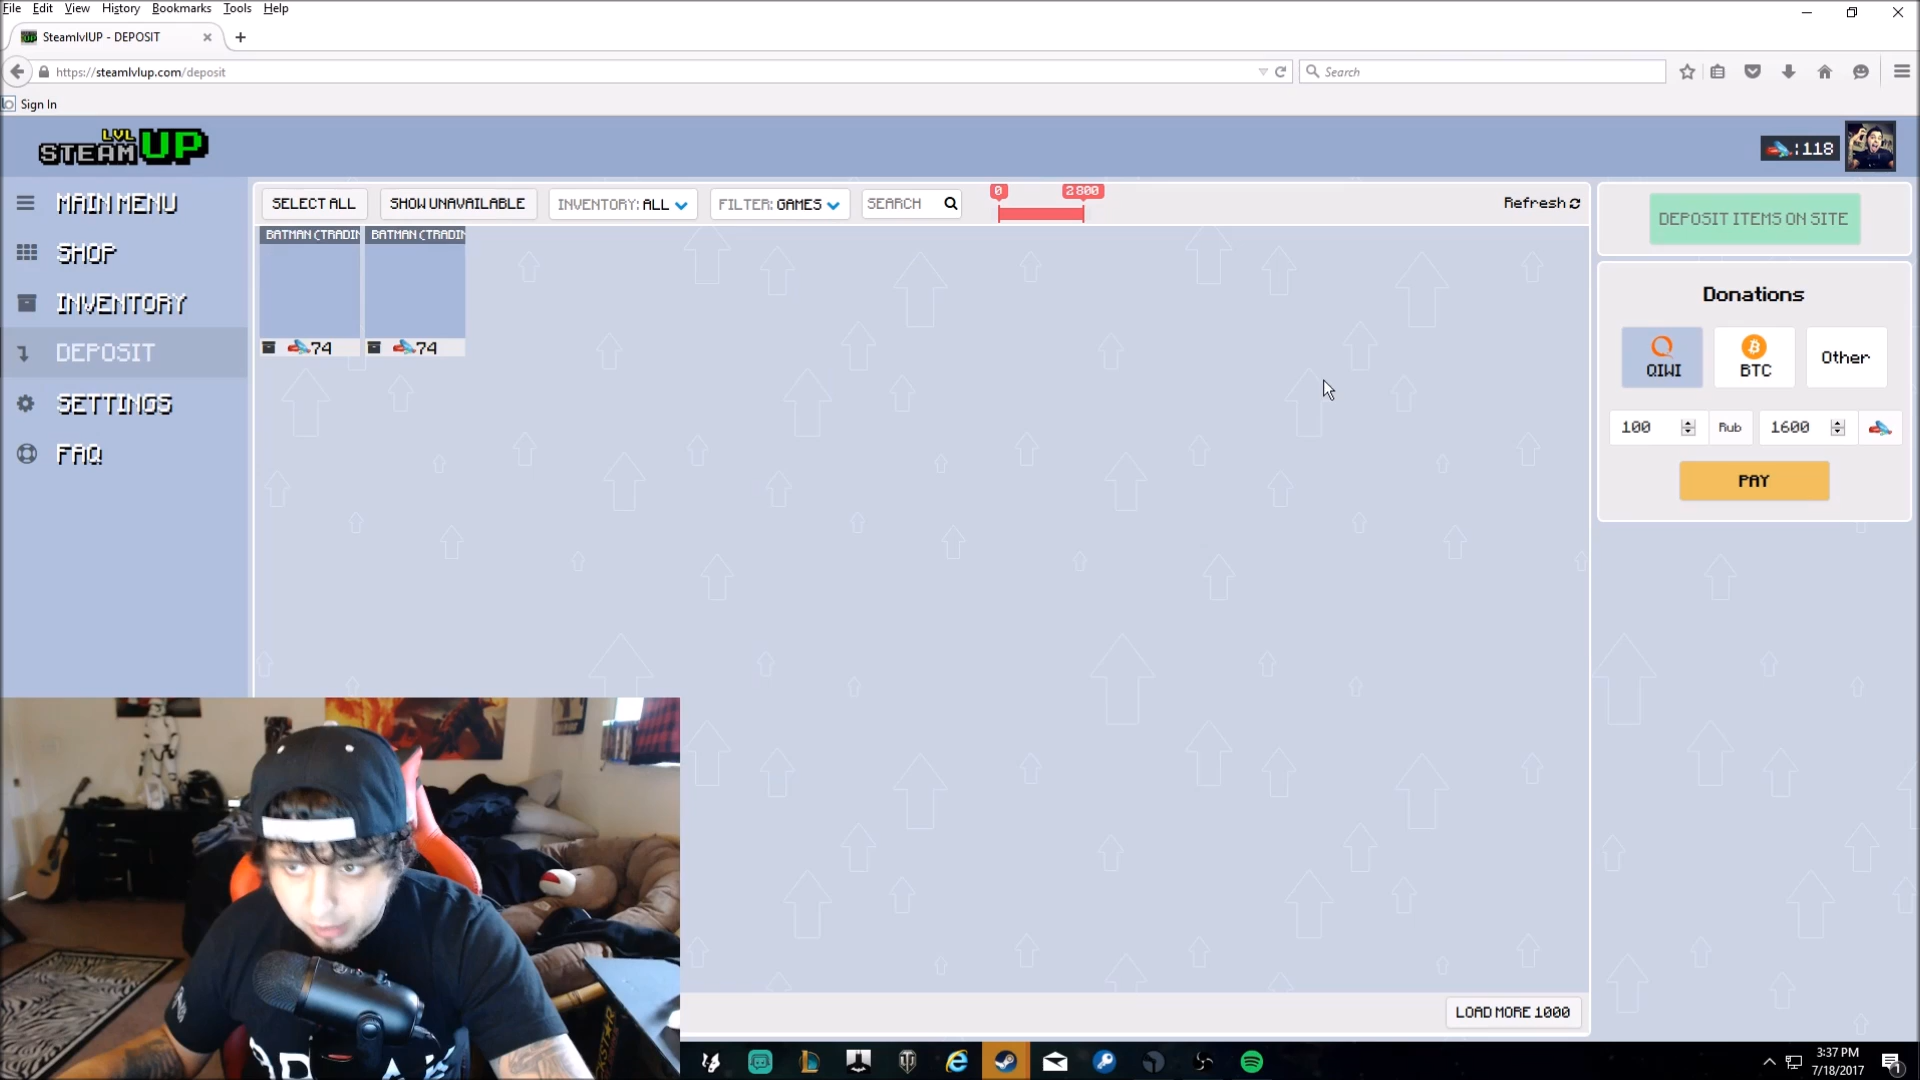 File Edit View History Bookmarks Tools Help
SteamlvlUP - DEPOSIT
https://steamlvlup.com/deposit
Search
Sign In
STEAM LVL UP
:118
MAIN MENU
SHOP
INVENTORY
DEPOSIT
SETTINGS
FAQ
SELECT ALL
SHOW UNAVAILABLE
INVENTORY: ALL
FILTER: GAMES
SEARCH
0
2800
Refresh
BATMAN (TRADIN
BATMAN (TRADIN
74
74
DEPOSIT ITEMS ON SITE
Donations
QIWI
BTC
Other
100
Rub
1600
PAY
LOAD MORE 1000
3:37 PM
7/18/2017
1